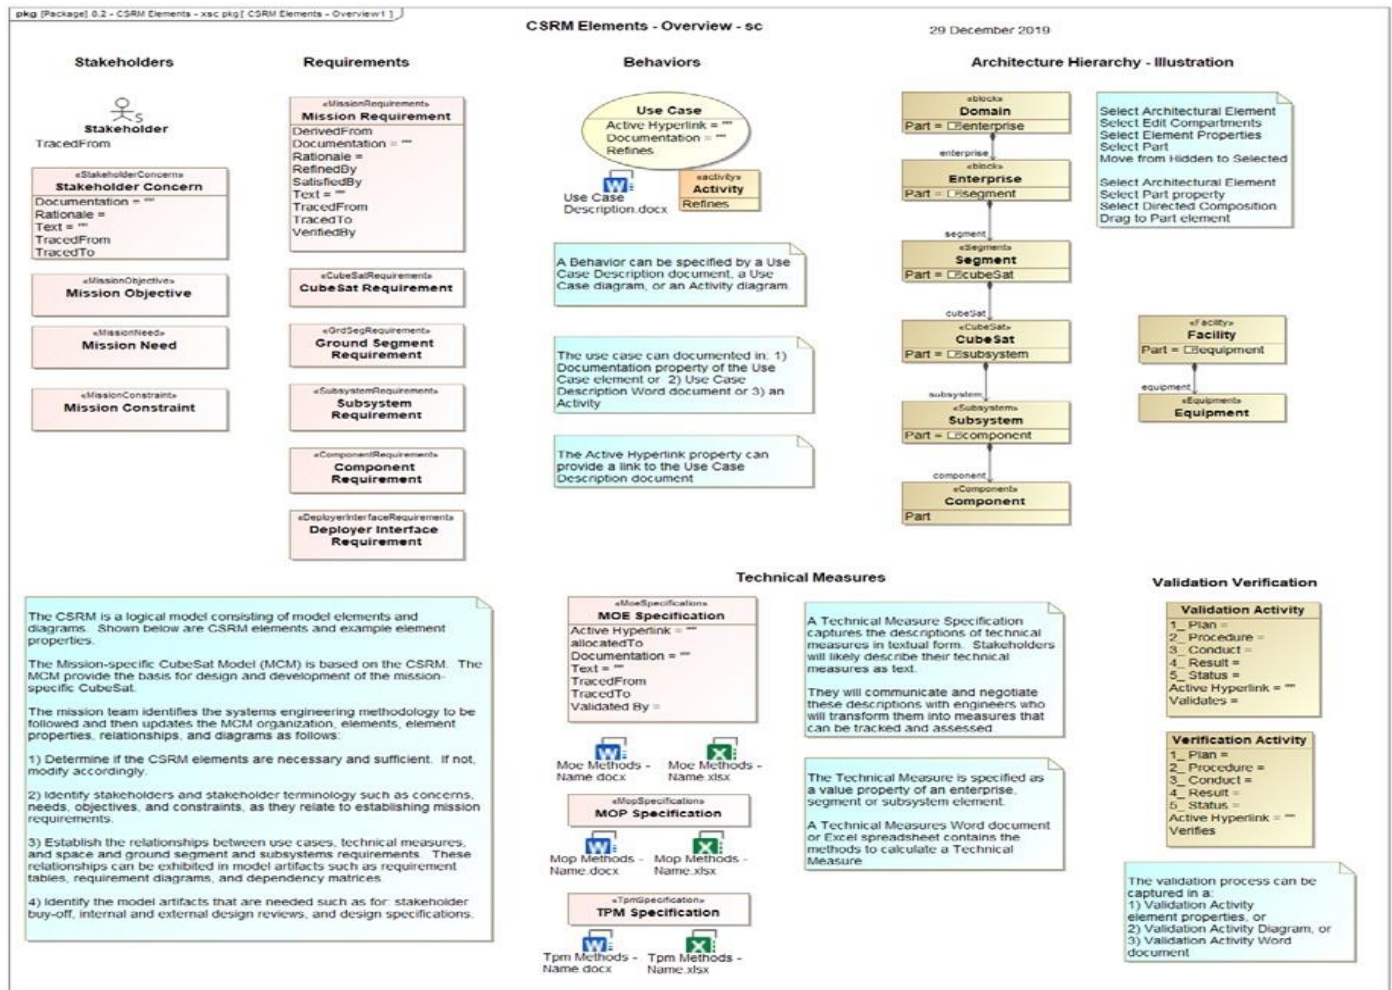 pkg [Package] 0.2 - CSRM Elements - xsc pkg[ CSRM Elements - Overview1 ]
CSRM Elements - Overview - sc
29 December 2019
Stakeholders
Stakeholder
TracedFrom
«StakeholderConcern»
Stakeholder Concern
Documentation = ""
Rationale =
Text = ""
TracedFrom
TracedTo
«MissionObjective»
Mission Objective
«MissionNeed»
Mission Need
«MissionConstraint»
Mission Constraint
Requirements
«MissionRequirement»
Mission Requirement
DerivedFrom
Documentation = ""
Rationale =
RefinedBy
SatisfiedBy
Text = ""
TracedFrom
TracedTo
VerifiedBy
«CubeSatRequirement»
CubeSat Requirement
«GrdSegRequirement»
Ground Segment
Requirement
«SubsystemRequirement»
Subsystem
Requirement
«ComponentRequirement»
Component
Requirement
«DeployerInterfaceRequirement»
Deployer Interface
Requirement
Behaviors
Use Case
Active Hyperlink = ""
Documentation = ""
Refines
Use Case
Description.docx
«activity»
Activity
Refines
A Behavior can be specified by a Use
Case Description document, a Use
Case diagram, or an Activity diagram.
The use case can documented in: 1)
Documentation property of the Use
Case element or 2) Use Case
Description Word document or 3) an
Activity
The Active Hyperlink property can
provide a link to the Use Case
Description document
Architecture Hierarchy - Illustration
«block»
Domain
Part = enterprise
enterprise
«block»
Enterprise
Part = segment
segment
«Segment»
Segment
Part = cubeSat
cubeSat
«CubeSat»
CubeSat
Part = subsystem
subsystem
«Subsystem»
Subsystem
Part = component
component
«Component»
Component
Part
Select Architectural Element
Select Edit Compartments
Select Element Properties
Select Part
Move from Hidden to Selected
Select Architectural Element
Select Part property
Select Directed Composition
Drag to Part element
«Facility»
Facility
Part = equipment
equipment
«Equipment»
Equipment
The CSRM is a logical model consisting of model elements and
diagrams. Shown below are CSRM elements and example element
properties.
The Mission-specific CubeSat Model (MCM) is based on the CSRM. The
MCM provide the basis for design and development of the mission-
specific CubeSat.
The mission team identifies the systems engineering methodology to be
followed and then updates the MCM organization, elements, element
properties, relationships, and diagrams as follows:
1) Determine if the CSRM elements are necessary and sufficient. If not,
modify accordingly.
2) Identify stakeholders and stakeholder terminology such as concerns,
needs, objectives, and constraints, as they relate to establishing mission
requirements.
3) Establish the relationships between use cases, technical measures,
and space and ground segment and subsystems requirements. These
relationships can be exhibited in model artifacts such as requirement
tables, requirement diagrams, and dependency matrices.
4) Identify the model artifacts that are needed such as for: stakeholder
buy-off, internal and external design reviews, and design specifications.
Technical Measures
«MoeSpecification»
MOE Specification
Active Hyperlink = ""
allocatedTo
Documentation = ""
Text = ""
TracedFrom
TracedTo
Validated By =
Moe Methods -
Name.docx
Moe Methods -
Name.xlsx
«MopSpecification»
MOP Specification
Mop Methods -
Name.docx
Mop Methods -
Name.xlsx
«TpmSpecification»
TPM Specification
Tpm Methods -
Name.docx
Tpm Methods -
Name.xlsx
A Technical Measure Specification
captures the descriptions of technical
measures in textual form. Stakeholders
will likely describe their technical
measures as text.
They will communicate and negotiate
these descriptions with engineers who
will transform them into measures that
can be tracked and assessed.
The Technical Measure is specified as
a value property of an enterprise,
segment or subsystem element.
A Technical Measures Word document
or Excel spreadsheet contains the
methods to calculate a Technical
Measure
Validation Verification
Validation Activity
1_ Plan =
2_ Procedure =
3_ Conduct =
4_ Result =
5_ Status =
Active Hyperlink = ""
Validates =
Verification Activity
1_ Plan =
2_ Procedure =
3_ Conduct =
4_ Result =
5_ Status =
Active Hyperlink = ""
Verifies
The validation process can be
captured in a:
1) Validation Activity
element properties, or
2) Validation Activity Diagram, or
3) Validation Activity Word
document